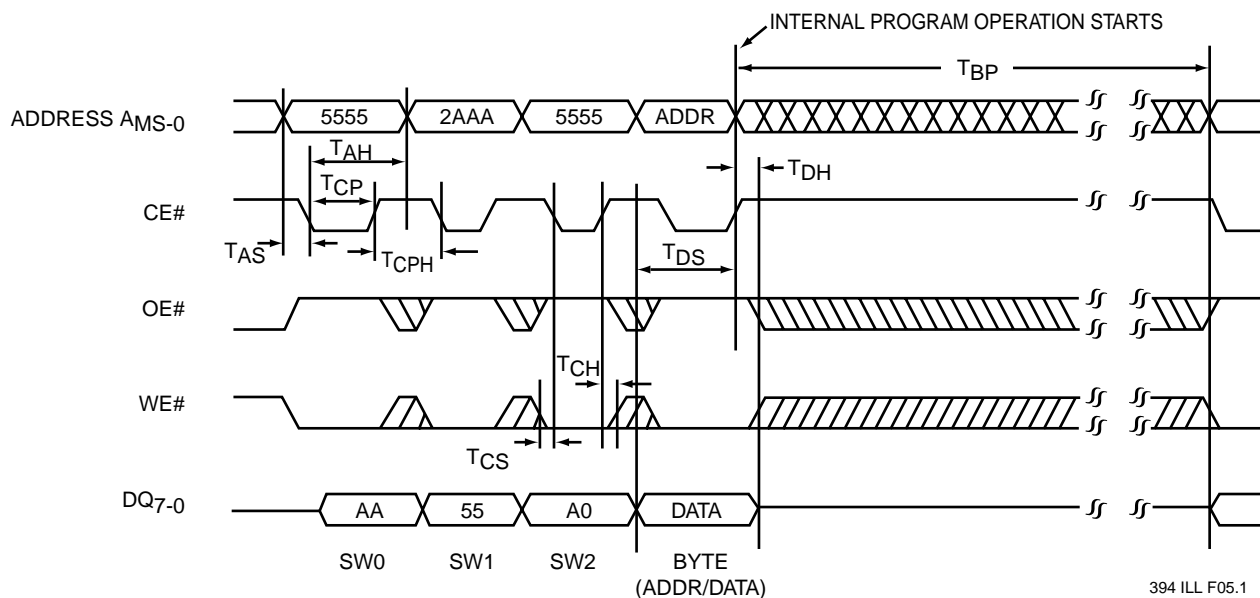 INTERNAL PROGRAM OPERATION STARTS
TBP
ADDRESS AMS-0
5555
2AAA
5555
ADDR
TAH
TDH
TCP
CE#
TAS
TCPH
TDS
OE#
TCH
WE#
TCS
DQ7-0
AA
55
A0
DATA
SW0
SW1
SW2
BYTE
(ADDR/DATA)
394 ILL F05.1